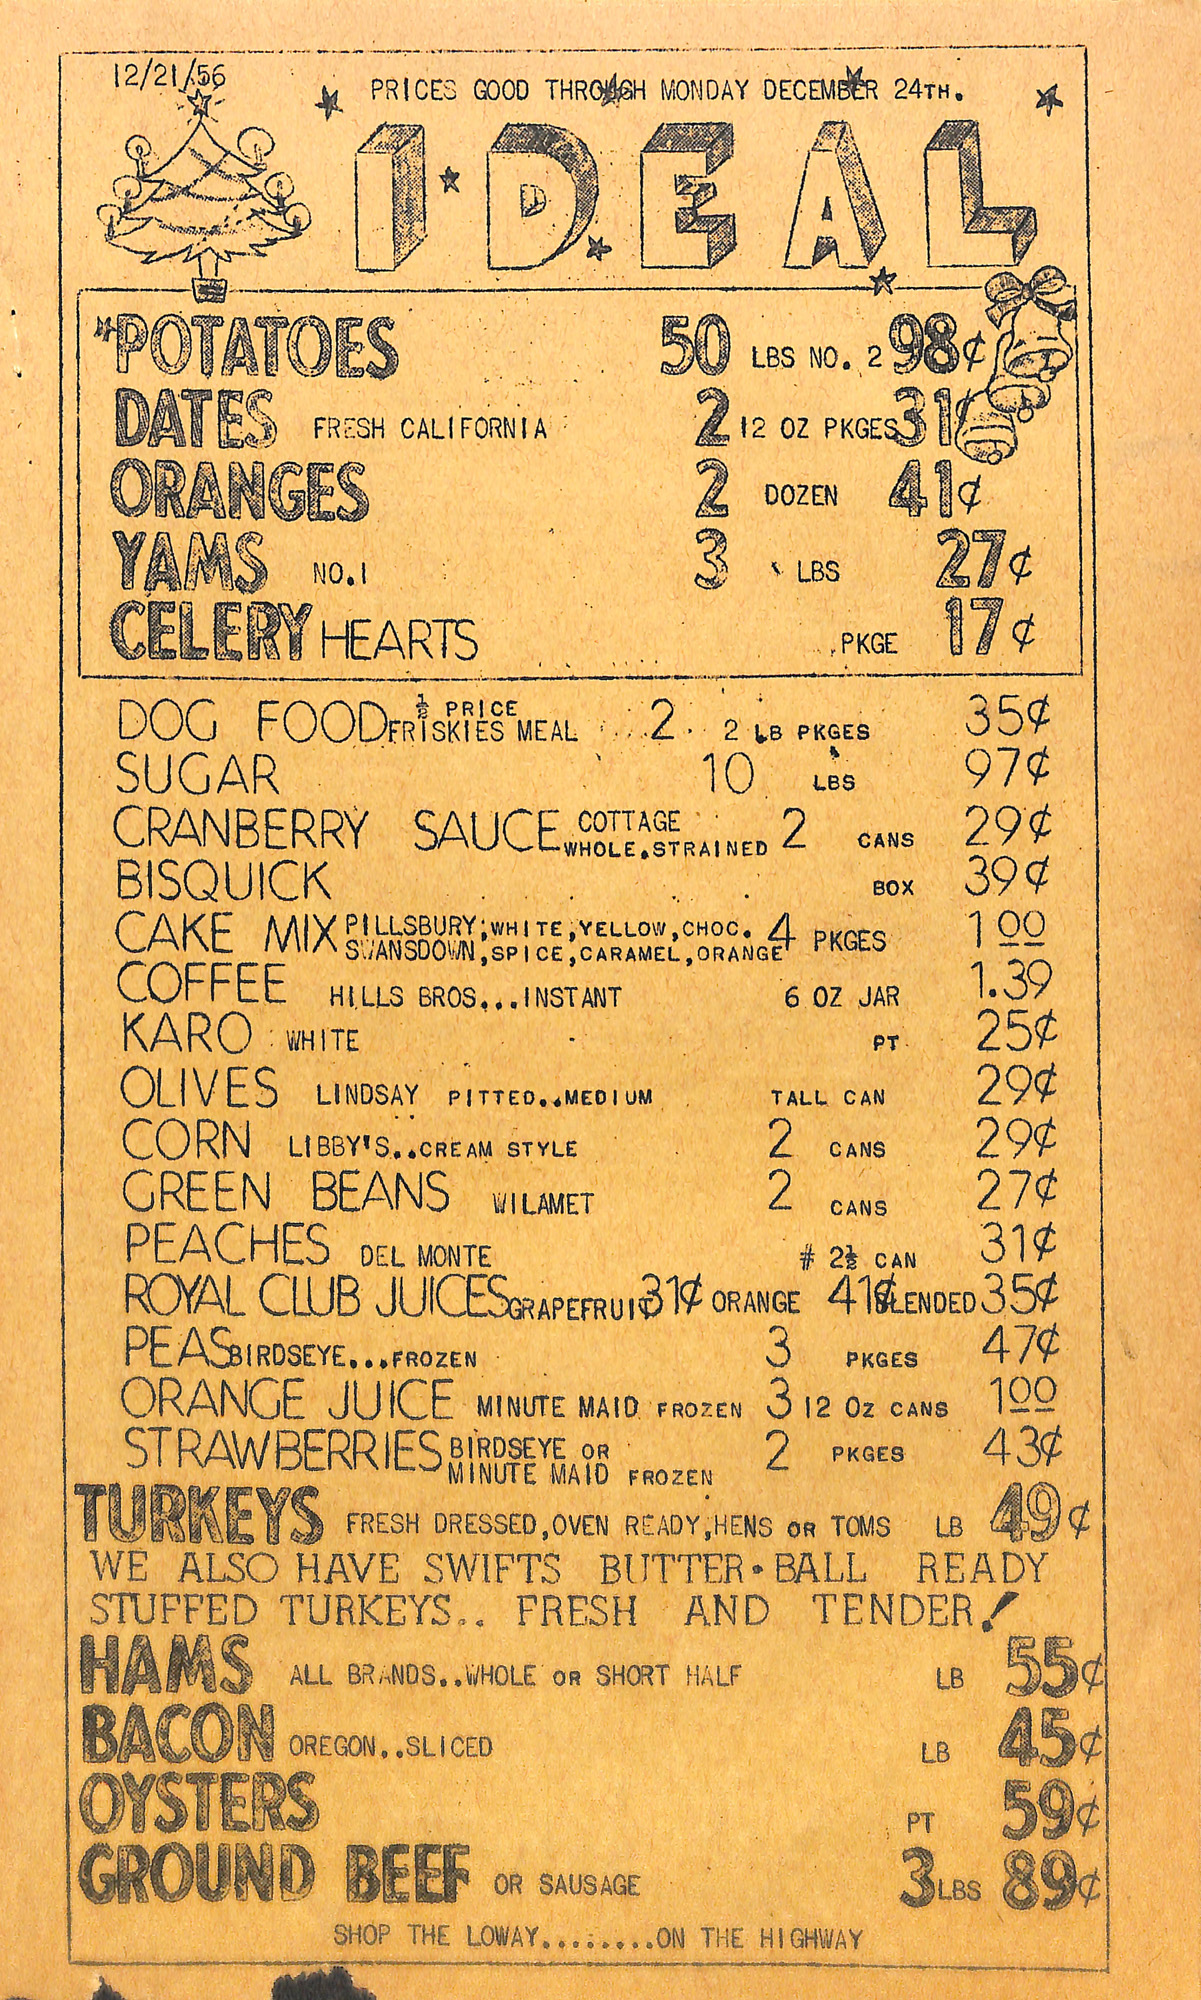 12/21/56
PRICES GOOD THROUGH MONDAY DECEMBER 24TH.
IDEAL
POTATOES 50 LBS NO. 2 98¢
DATES FRESH CALIFORNIA 2 12 OZ PKGES 31¢
ORANGES 2 DOZEN 41¢
YAMS NO.1 3 LBS 27¢
CELERY HEARTS PKGE 17¢
DOG FOOD ½ PRICE FRISKIES MEAL 2 2 LB PKGES 35¢
SUGAR 10 LBS 97¢
CRANBERRY SAUCE COTTAGE WHOLE.STRAINED 2 CANS 29¢
BISQUICK BOX 39¢
CAKE MIX PILLSBURY;WHITE,YELLOW,CHOC. 4 PKGES 1 00
SWANSDOWN,SPICE,CARAMEL,ORANGE
COFFEE HILLS BROS...INSTANT 6 OZ JAR 1.39
KARO WHITE PT 25¢
OLIVES LINDSAY PITTED..MEDIUM TALL CAN 29¢
CORN LIBBY'S..CREAM STYLE 2 CANS 29¢
GREEN BEANS WILAMET 2 CANS 27¢
PEACHES DEL MONTE # 2½ CAN 31¢
ROYAL CLUB JUICES GRAPEFRUIT 31¢ ORANGE 41¢ BLENDED 35¢
PEAS BIRDSEYE...FROZEN 3 PKGES 47¢
ORANGE JUICE MINUTE MAID FROZEN 3 12 Oz CANS 1 00
STRAWBERRIES BIRDSEYE OR MINUTE MAID FROZEN 2 PKGES 43¢
TURKEYS FRESH DRESSED,OVEN READY,HENS OR TOMS LB 49¢
WE ALSO HAVE SWIFTS BUTTER·BALL READY
STUFFED TURKEYS.. FRESH AND TENDER!
HAMS ALL BRANDS..WHOLE OR SHORT HALF LB 55¢
BACON OREGON..SLICED LB 45¢
OYSTERS PT 59¢
GROUND BEEF OR SAUSAGE 3 LBS 89¢
SHOP THE LOWAY.........ON THE HIGHWAY